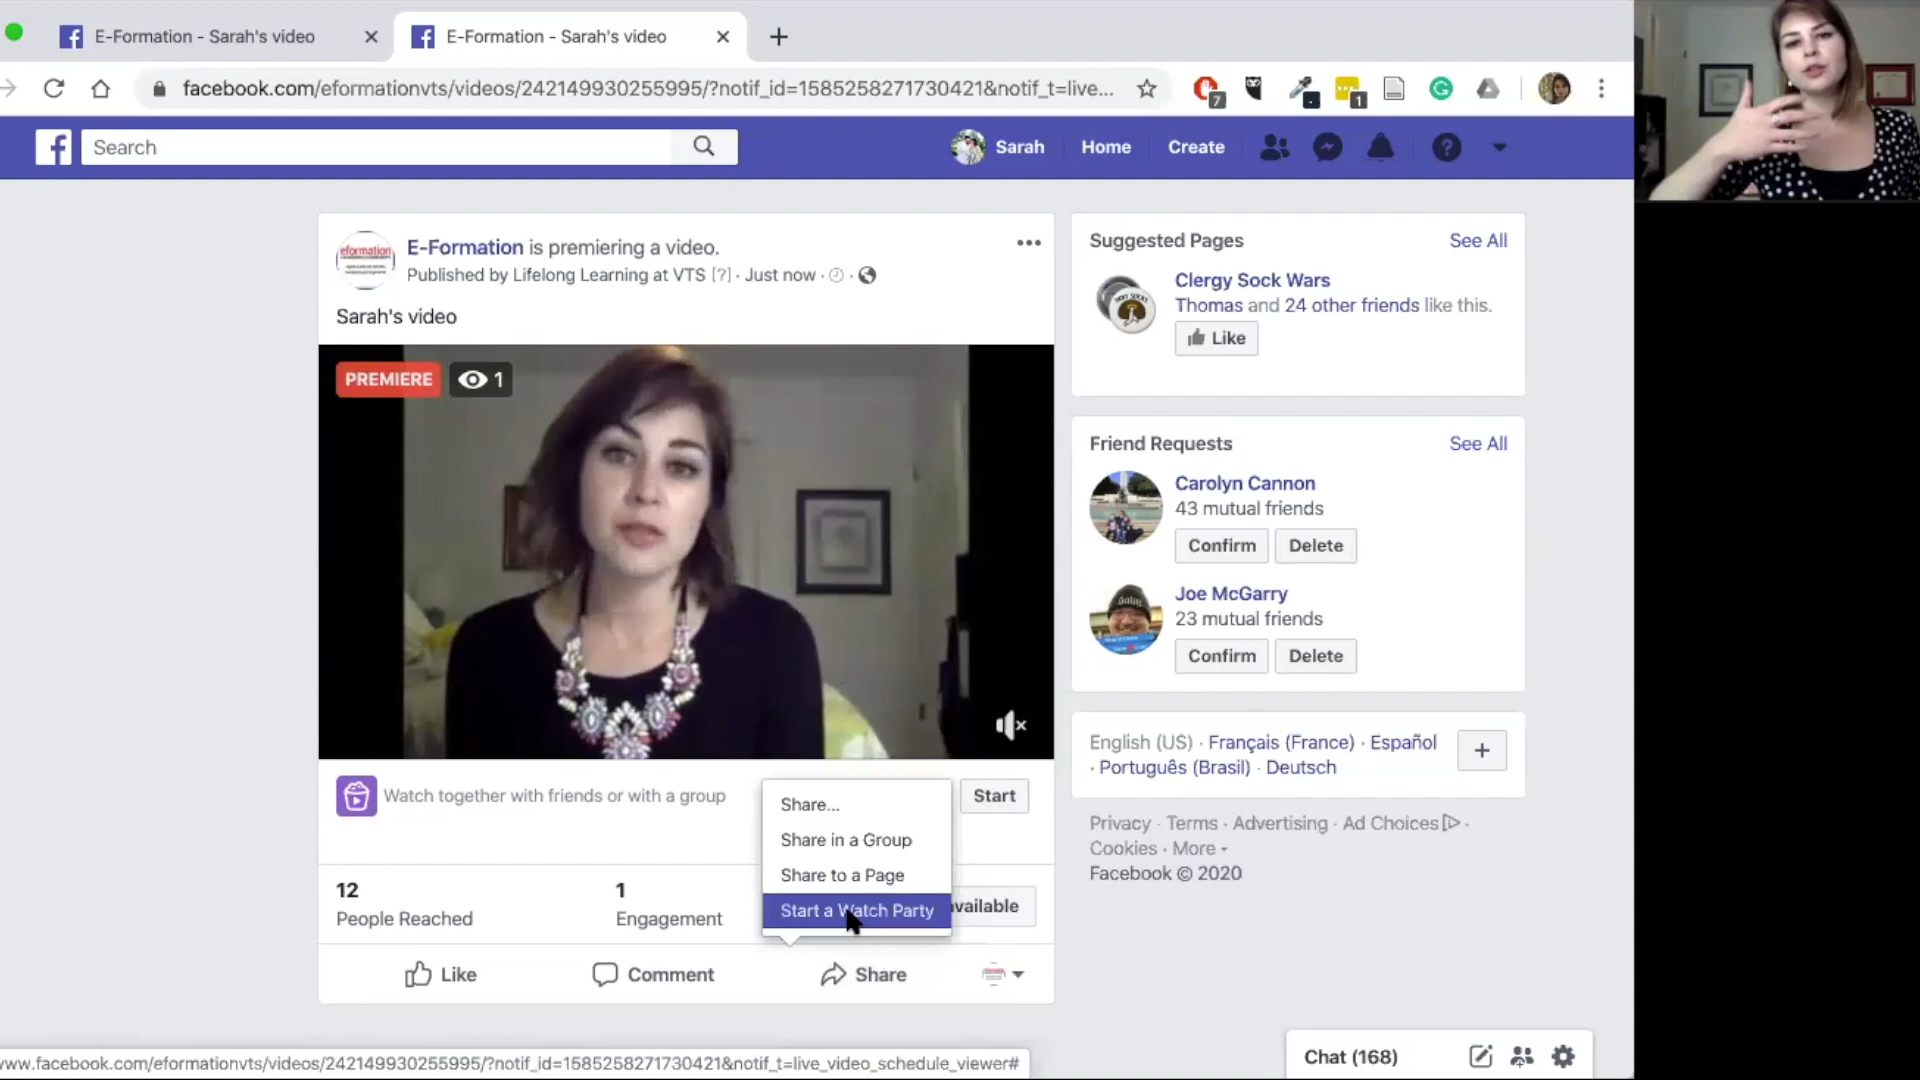 E-Formation - Sarah's video
E-Formation - Sarah's video
facebook.com/eformationvts/videos/242149930255995/?notif_id=1585258271730421&notif_t=live...
7
1
Search
Sarah
Home
Create
E-Formation is premiering a video.
Published by Lifelong Learning at VTS [?] · Just now ·
Sarah's video
eformation
PREMIERE
1
Watch together with friends or with a group
Start
Share...
Share in a Group
Share to a Page
Start a Watch Party
12
People Reached
1
Engagement
available
Like
Comment
Share
Suggested Pages
See All
Clergy Sock Wars
Thomas and 24 other friends like this.
Like
Friend Requests
See All
Carolyn Cannon
43 mutual friends
Confirm
Delete
Joe McGarry
23 mutual friends
Confirm
Delete
English (US) · Français (France) · Español
· Português (Brasil) · Deutsch
Privacy · Terms · Advertising · Ad Choices ·
Cookies · More
Facebook © 2020
Chat (168)
www.facebook.com/eformationvts/videos/242149930255995/?notif_id=1585258271730421&notif_t=live_video_schedule_viewer#